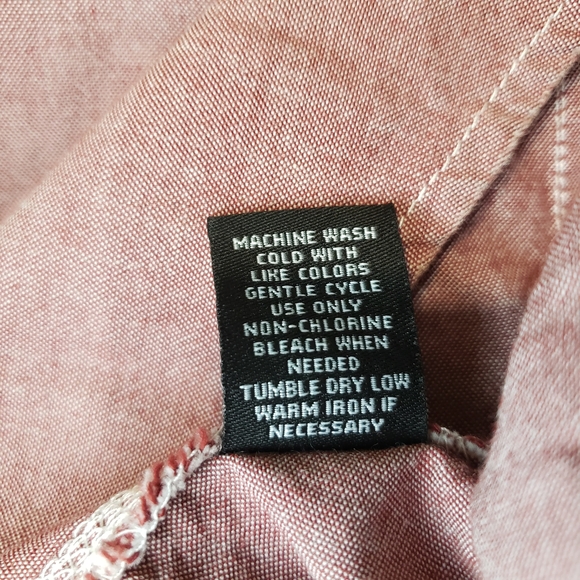 MACHINE WASH
COLD WITH
LIKE COLORS
GENTLE CYCLE
USE ONLY
NON-CHLORINE
BLEACH WHEN
NEEDED
TUMBLE DRY LOW
WARM IRON IF
NECESSARY